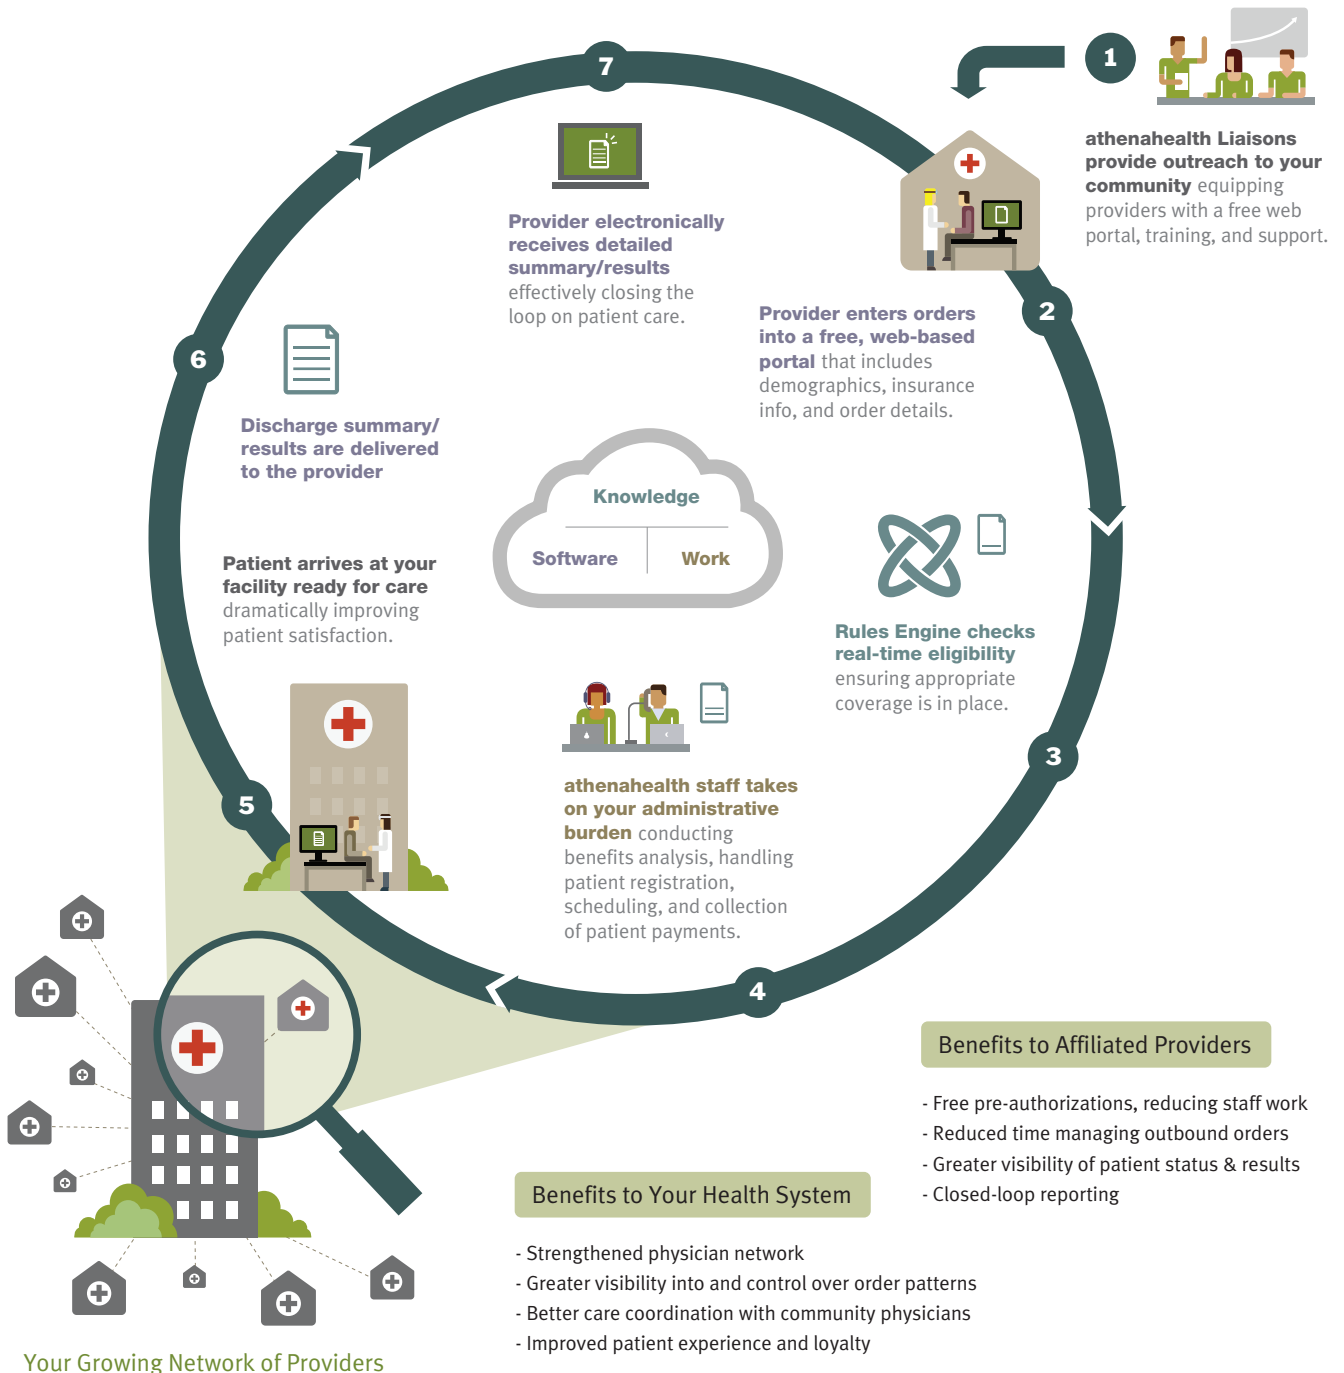 1
athenahealth Liaisons
provide outreach to your
community equipping
providers with a free web
portal, training, and support.
2
Provider enters orders
into a free, web-based
portal that includes
demographics, insurance
info, and order details.
3
Rules Engine checks
real-time eligibility
ensuring appropriate
coverage is in place.
4
athenahealth staff takes
on your administrative
burden conducting
benefits analysis, handling
patient registration,
scheduling, and collection
of patient payments.
5
Patient arrives at your
facility ready for care
dramatically improving
patient satisfaction.
6
Discharge summary/
results are delivered
to the provider
7
Provider electronically
receives detailed
summary/results
effectively closing the
loop on patient care.
Knowledge
Software
Work
Benefits to Affiliated Providers
- Free pre-authorizations, reducing staff work
- Reduced time managing outbound orders
- Greater visibility of patient status & results
- Closed-loop reporting
Benefits to Your Health System
- Strengthened physician network
- Greater visibility into and control over order patterns
- Better care coordination with community physicians
- Improved patient experience and loyalty
Your Growing Network of Providers